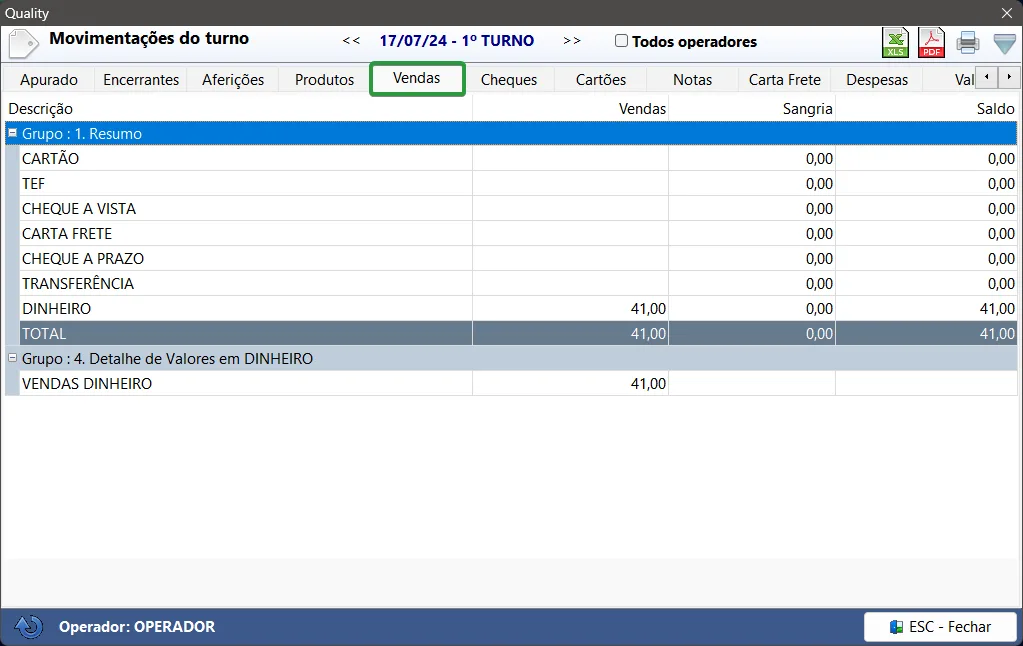 Quality
Movimentações do turno << 17/07/24 - 1º TURNO >> Todos operadores XLS PDF
Apurado Encerrantes Aferições Produtos Vendas Cheques Cartões Notas Carta Frete Despesas Val
Descrição Vendas Sangria Saldo
Grupo : 1. Resumo
CARTÃO 0,00 0,00
TEF 0,00 0,00
CHEQUE A VISTA 0,00 0,00
CARTA FRETE 0,00 0,00
CHEQUE A PRAZO 0,00 0,00
TRANSFERÊNCIA 0,00 0,00
DINHEIRO 41,00 0,00 41,00
TOTAL 41,00 0,00 41,00
Grupo : 4. Detalhe de Valores em DINHEIRO
VENDAS DINHEIRO 41,00
Operador: OPERADOR ESC - Fechar